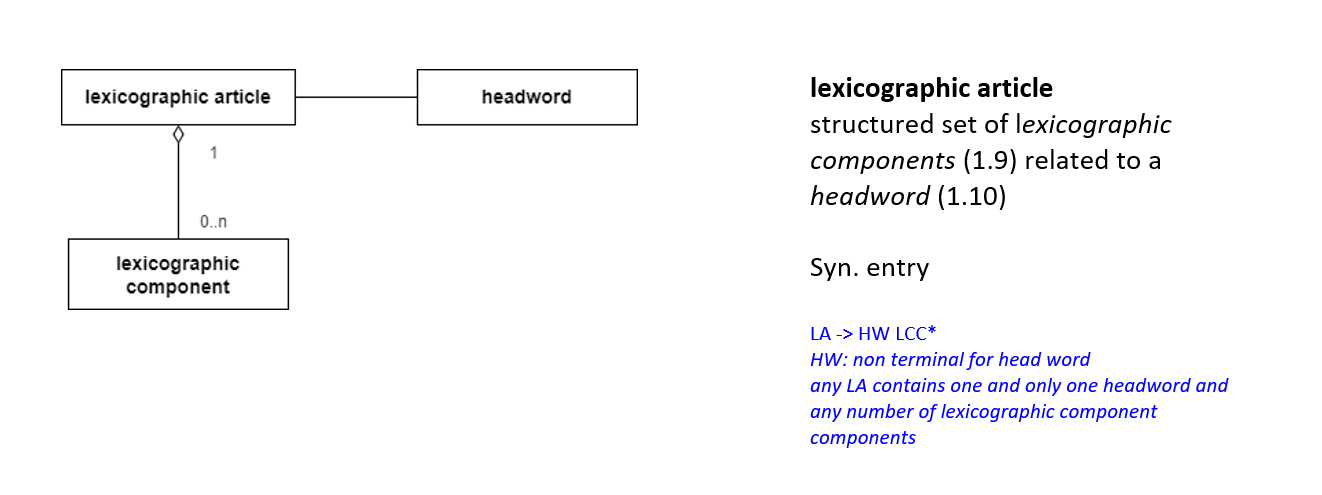 lexicographic article
headword
1
0..n
lexicographic
component
lexicographic article
structured set of lexicographic
components (1.9) related to a
headword (1.10)
Syn. entry
LA -> HW LCC*
HW: non terminal for head word
any LA contains one and only one headword and
any number of lexicographic component
components